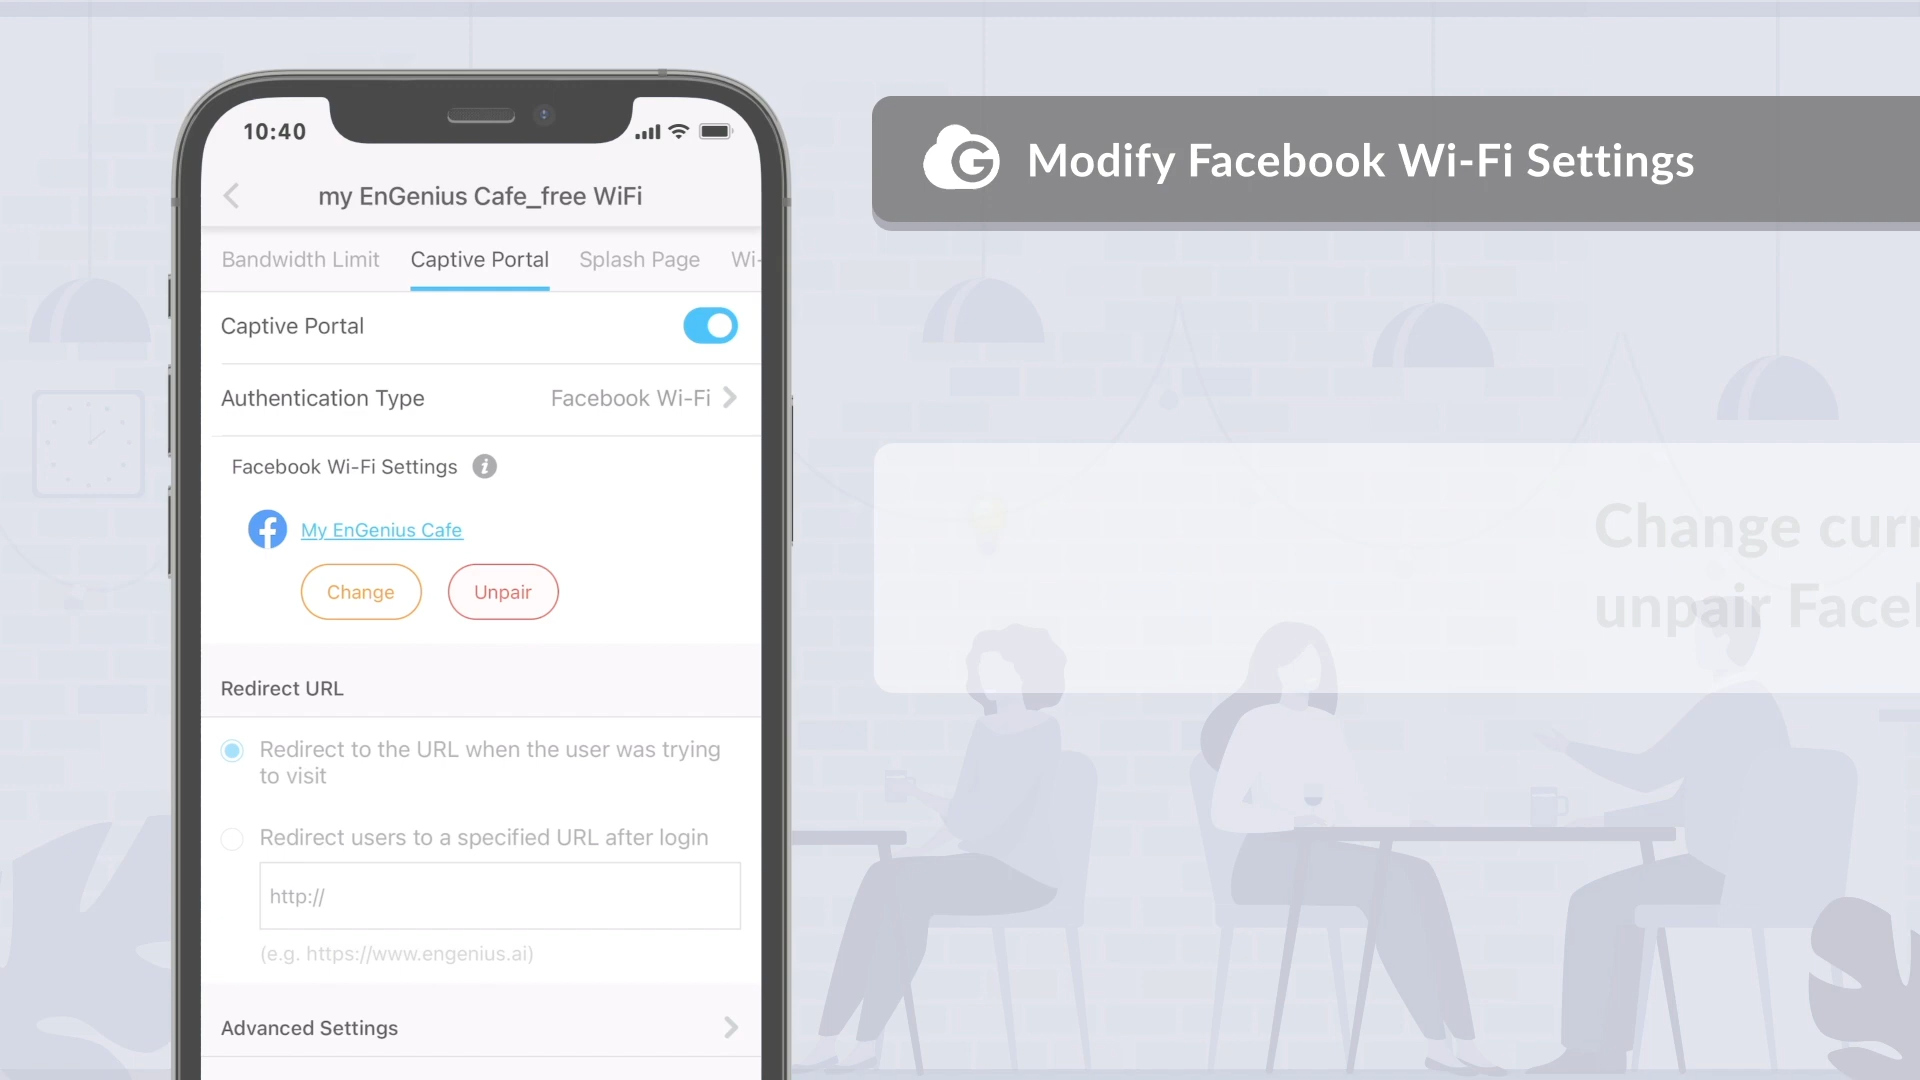 10:40
my EnGenius Cafe_free WiFi
Bandwidth Limit
Captive Portal
Splash Page
Wi-
Captive Portal
Authentication Type
Facebook Wi-Fi
Facebook Wi-Fi Settings
My EnGenius Cafe
Change
Unpair
Redirect URL
Redirect to the URL when the user was trying
to visit
Redirect users to a specified URL after login
http://
(e.g. https://www.engenius.ai)
Advanced Settings
Modify Facebook Wi-Fi Settings
Change
unpair